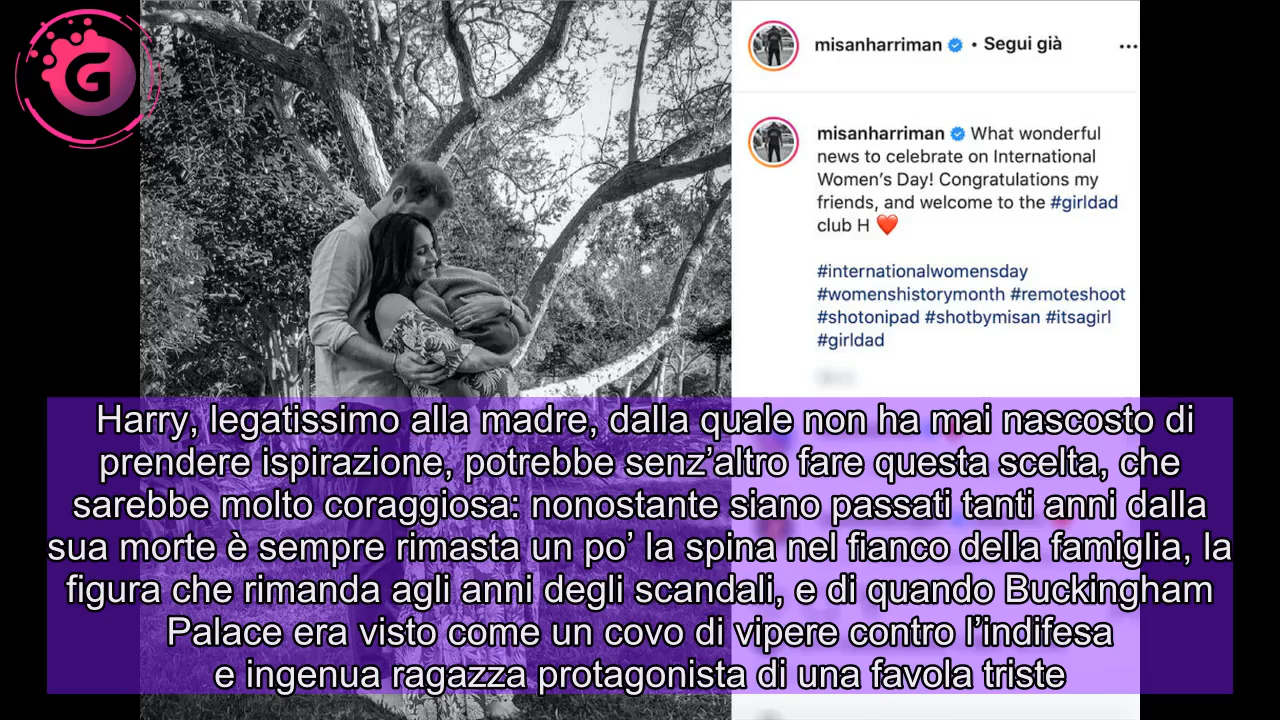 G
misanharriman • Segui già
misanharriman What wonderful
news to celebrate on International
Women's Day! Congratulations my
friends, and welcome to the #girldad
club H ❤️
#internationalwomensday
#womenshistorymonth #remoteshoot
#shotonipad #shotbymisan #itsagirl
#girldad
Harry, legatissimo alla madre, dalla quale non ha mai nascosto di
prendere ispirazione, potrebbe senz’altro fare questa scelta, che
sarebbe molto coraggiosa: nonostante siano passati tanti anni dalla
sua morte è sempre rimasta un po’ la spina nel fianco della famiglia, la
figura che rimanda agli anni degli scandali, e di quando Buckingham
Palace era visto come un covo di vipere contro l’indifesa
e ingenua ragazza protagonista di una favola triste